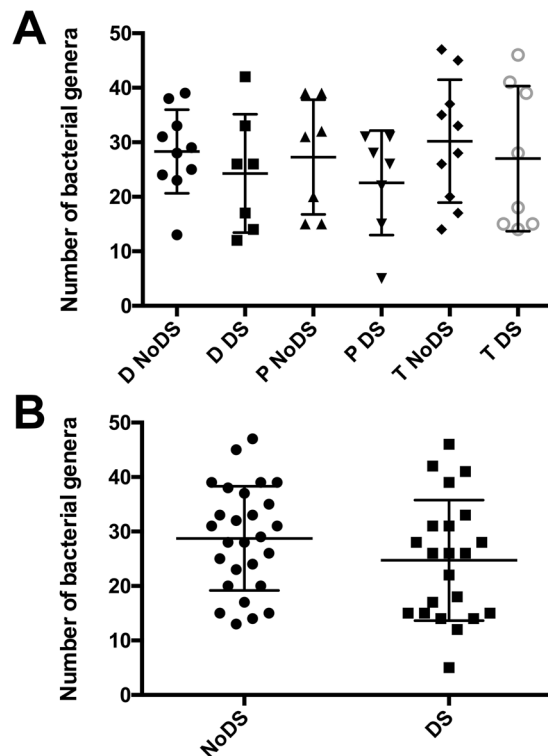 A
Number of bacterial genera
50
40
30
20
10
0
D NoDS
D DS
P NoDS
P DS
T NoDS
T DS
B
Number of bacterial genera
50
40
30
20
10
0
NoDS
DS